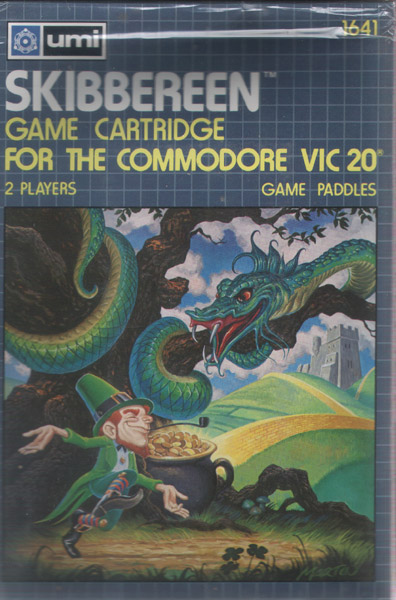 umi
1641
SKIBBEREEN™
GAME CARTRIDGE
FOR THE COMMODORE VIC 20®
2 PLAYERS
GAME PADDLES